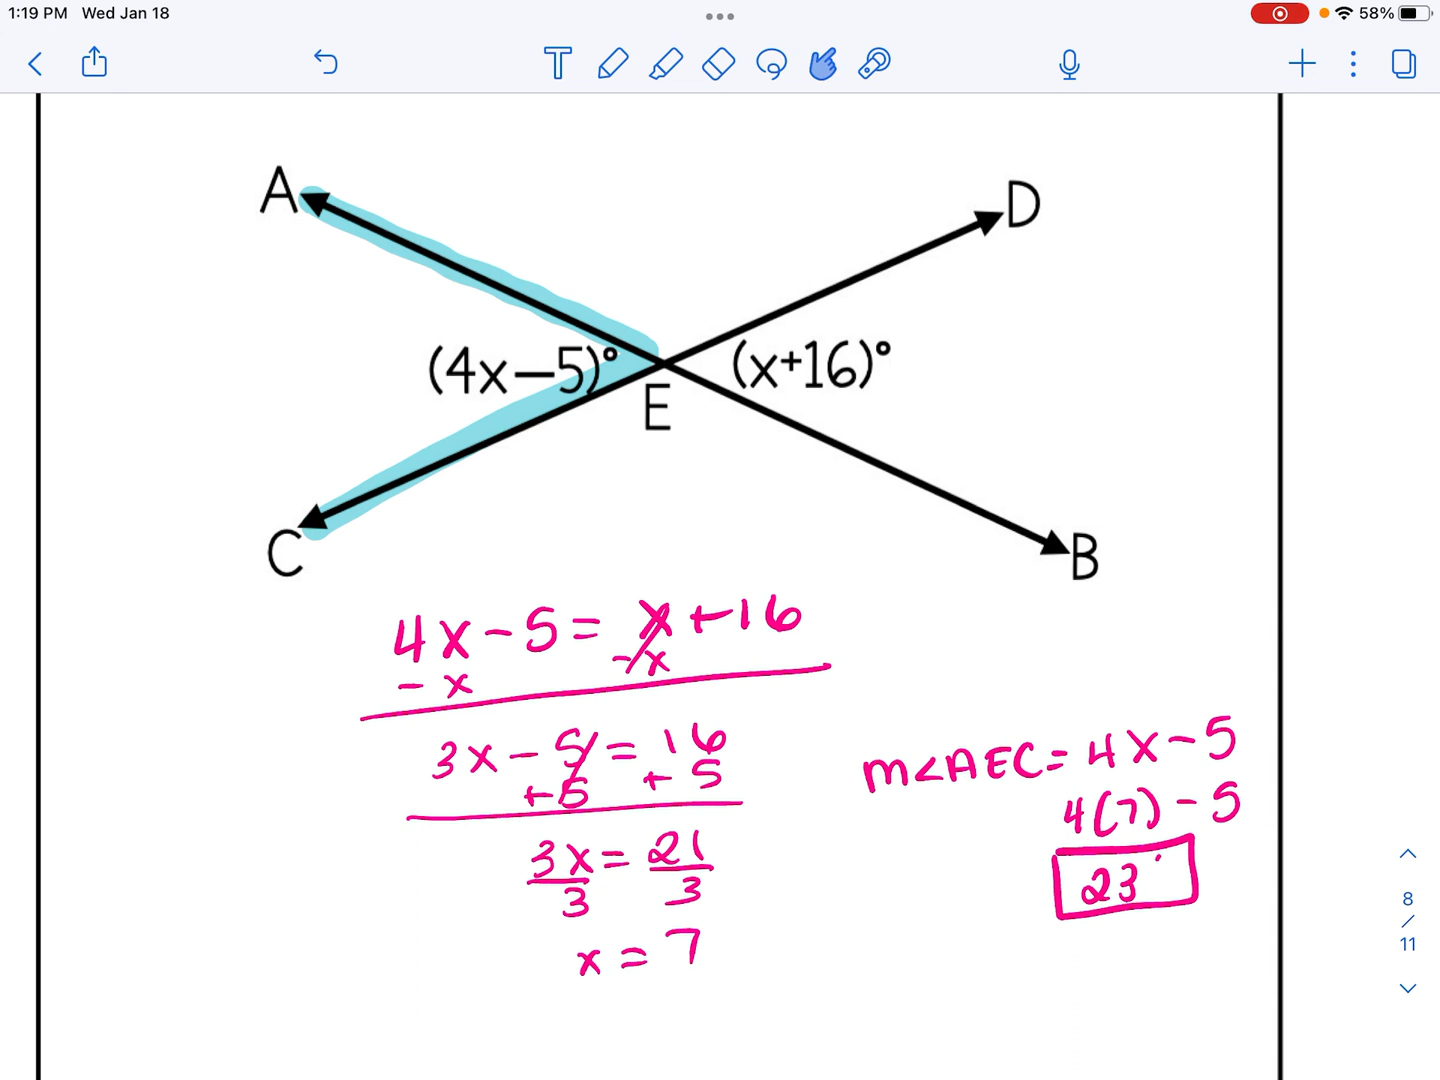 1:19 PM Wed Jan 18
58%
T
A
D
(4x–5)°
(x+16)°
E
C
B
4x-5= x+16
- x -x
3x-5=16
+5 +5
3x=21
3 3
x=7
m<AEC=4x-5
4(7)-5
23°
8
/
11